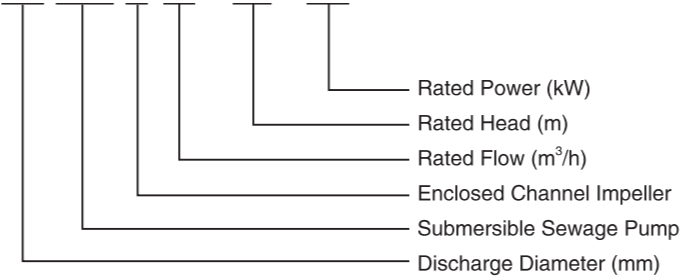 Rated Power (kW)
Rated Head (m)
Rated Flow (m³/h)
Enclosed Channel Impeller
Submersible Sewage Pump
Discharge Diameter (mm)